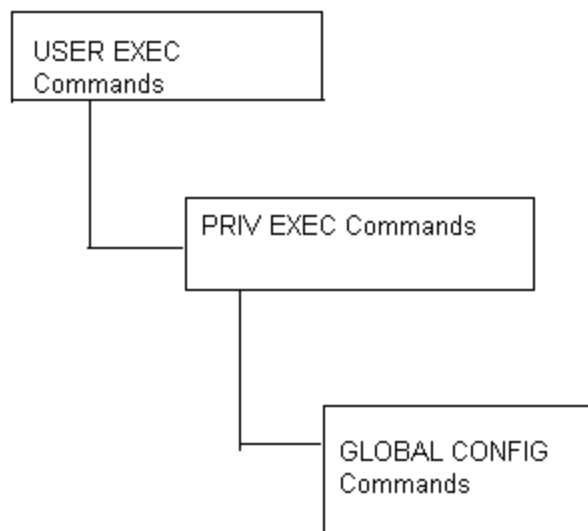 USER EXEC
Commands
PRIV EXEC Commands
GLOBAL CONFIG
Commands